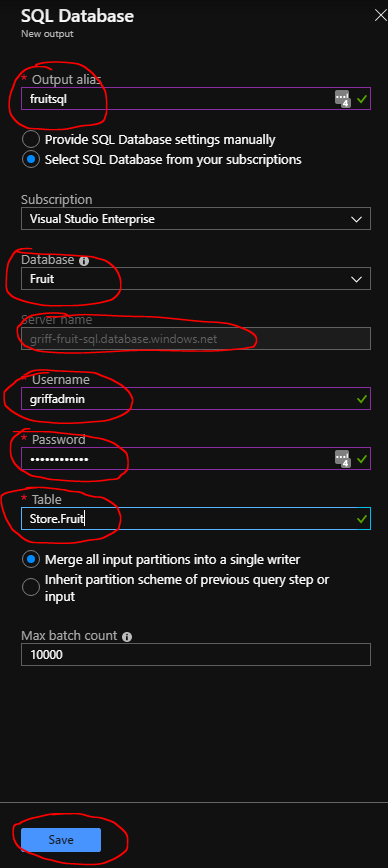 SQL Database
New output
* Output alias
fruitsql
4
Provide SQL Database settings manually
Select SQL Database from your subscriptions
Subscription
Visual Studio Enterprise
Database
Fruit
Server name
griff-fruit-sql.database.windows.net
* Username
griffadmin
* Password
••••••••••••
4
* Table
Store.Fruit
Merge all input partitions into a single writer
Inherit partition scheme of previous query step or
input
Max batch count
10000
Save